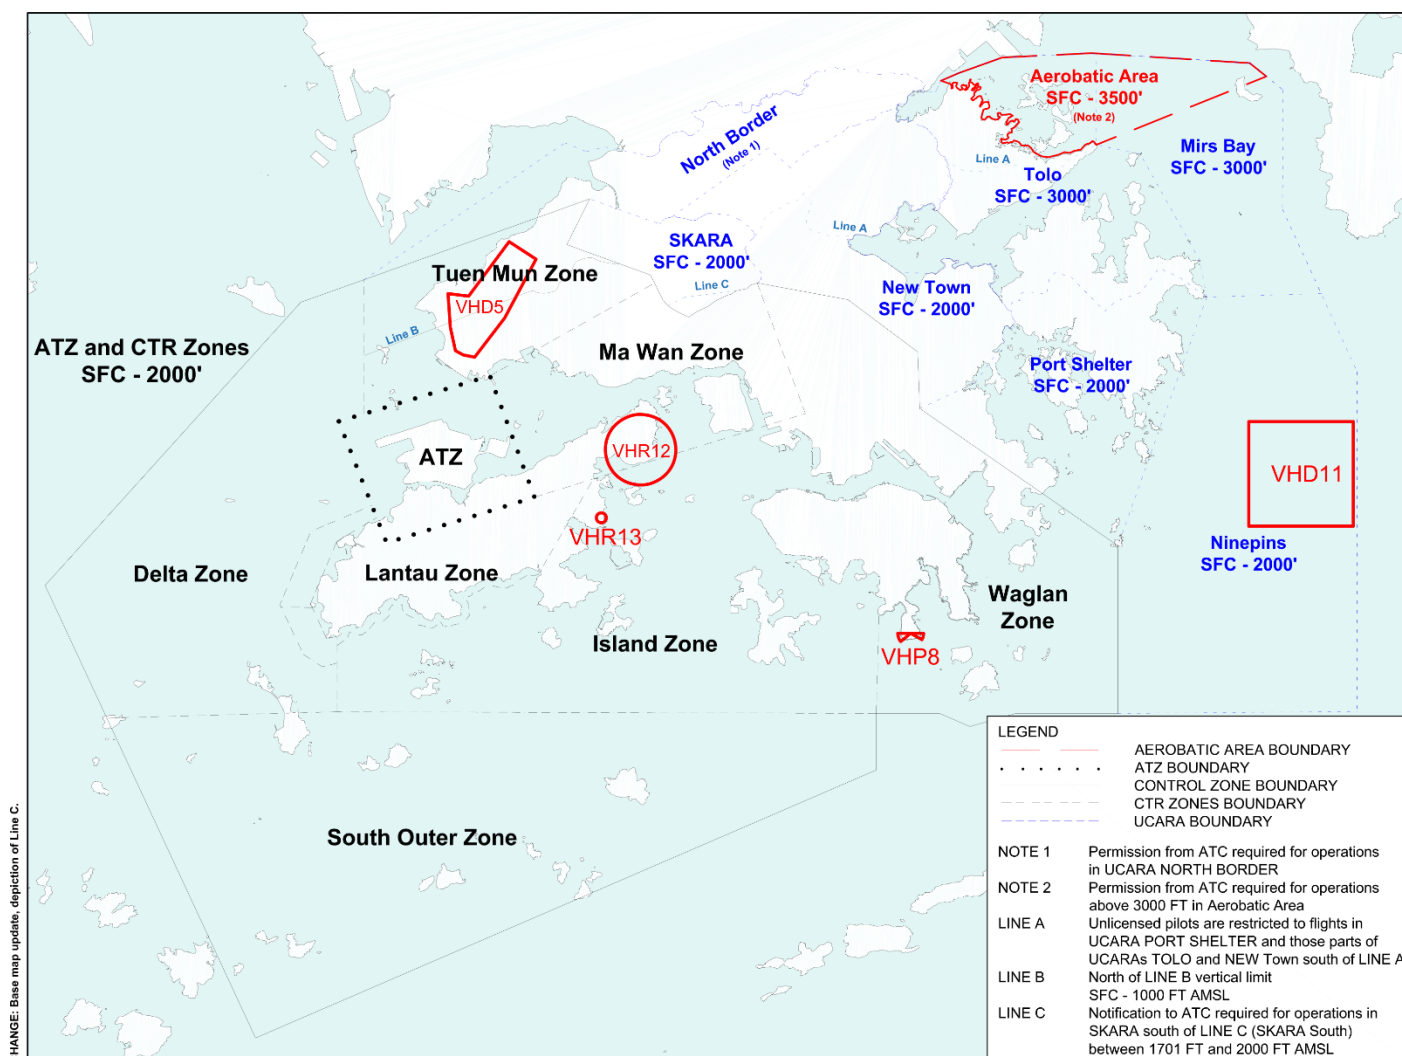 Aerobatic Area
SFC - 3500'
(Note 2)
North Border
(Note 1)
Line A
Mirs Bay
SFC - 3000'
Tolo
SFC - 3000'
Line A
SKARA
SFC - 2000'
Line C
Tuen Mun Zone
VHD5
Line B
New Town
SFC - 2000'
ATZ and CTR Zones
SFC - 2000'
Ma Wan Zone
Port Shelter
SFC - 2000'
ATZ
VHR12
VHD11
VHR13
Ninepins
SFC - 2000'
Delta Zone
Lantau Zone
Waglan
Zone
Island Zone
VHP8
South Outer Zone
LEGEND
AEROBATIC AREA BOUNDARY
ATZ BOUNDARY
CONTROL ZONE BOUNDARY
CTR ZONES BOUNDARY
UCARA BOUNDARY
NOTE 1 Permission from ATC required for operations
in UCARA NORTH BORDER
NOTE 2 Permission from ATC required for operations
above 3000 FT in Aerobatic Area
LINE A Unlicensed pilots are restricted to flights in
UCARA PORT SHELTER and those parts of
UCARAs TOLO and NEW Town south of LINE A
LINE B North of LINE B vertical limit
SFC - 1000 FT AMSL
LINE C Notification to ATC required for operations in
SKARA south of LINE C (SKARA South)
between 1701 FT and 2000 FT AMSL
HANGE: Base map update, depiction of Line C.